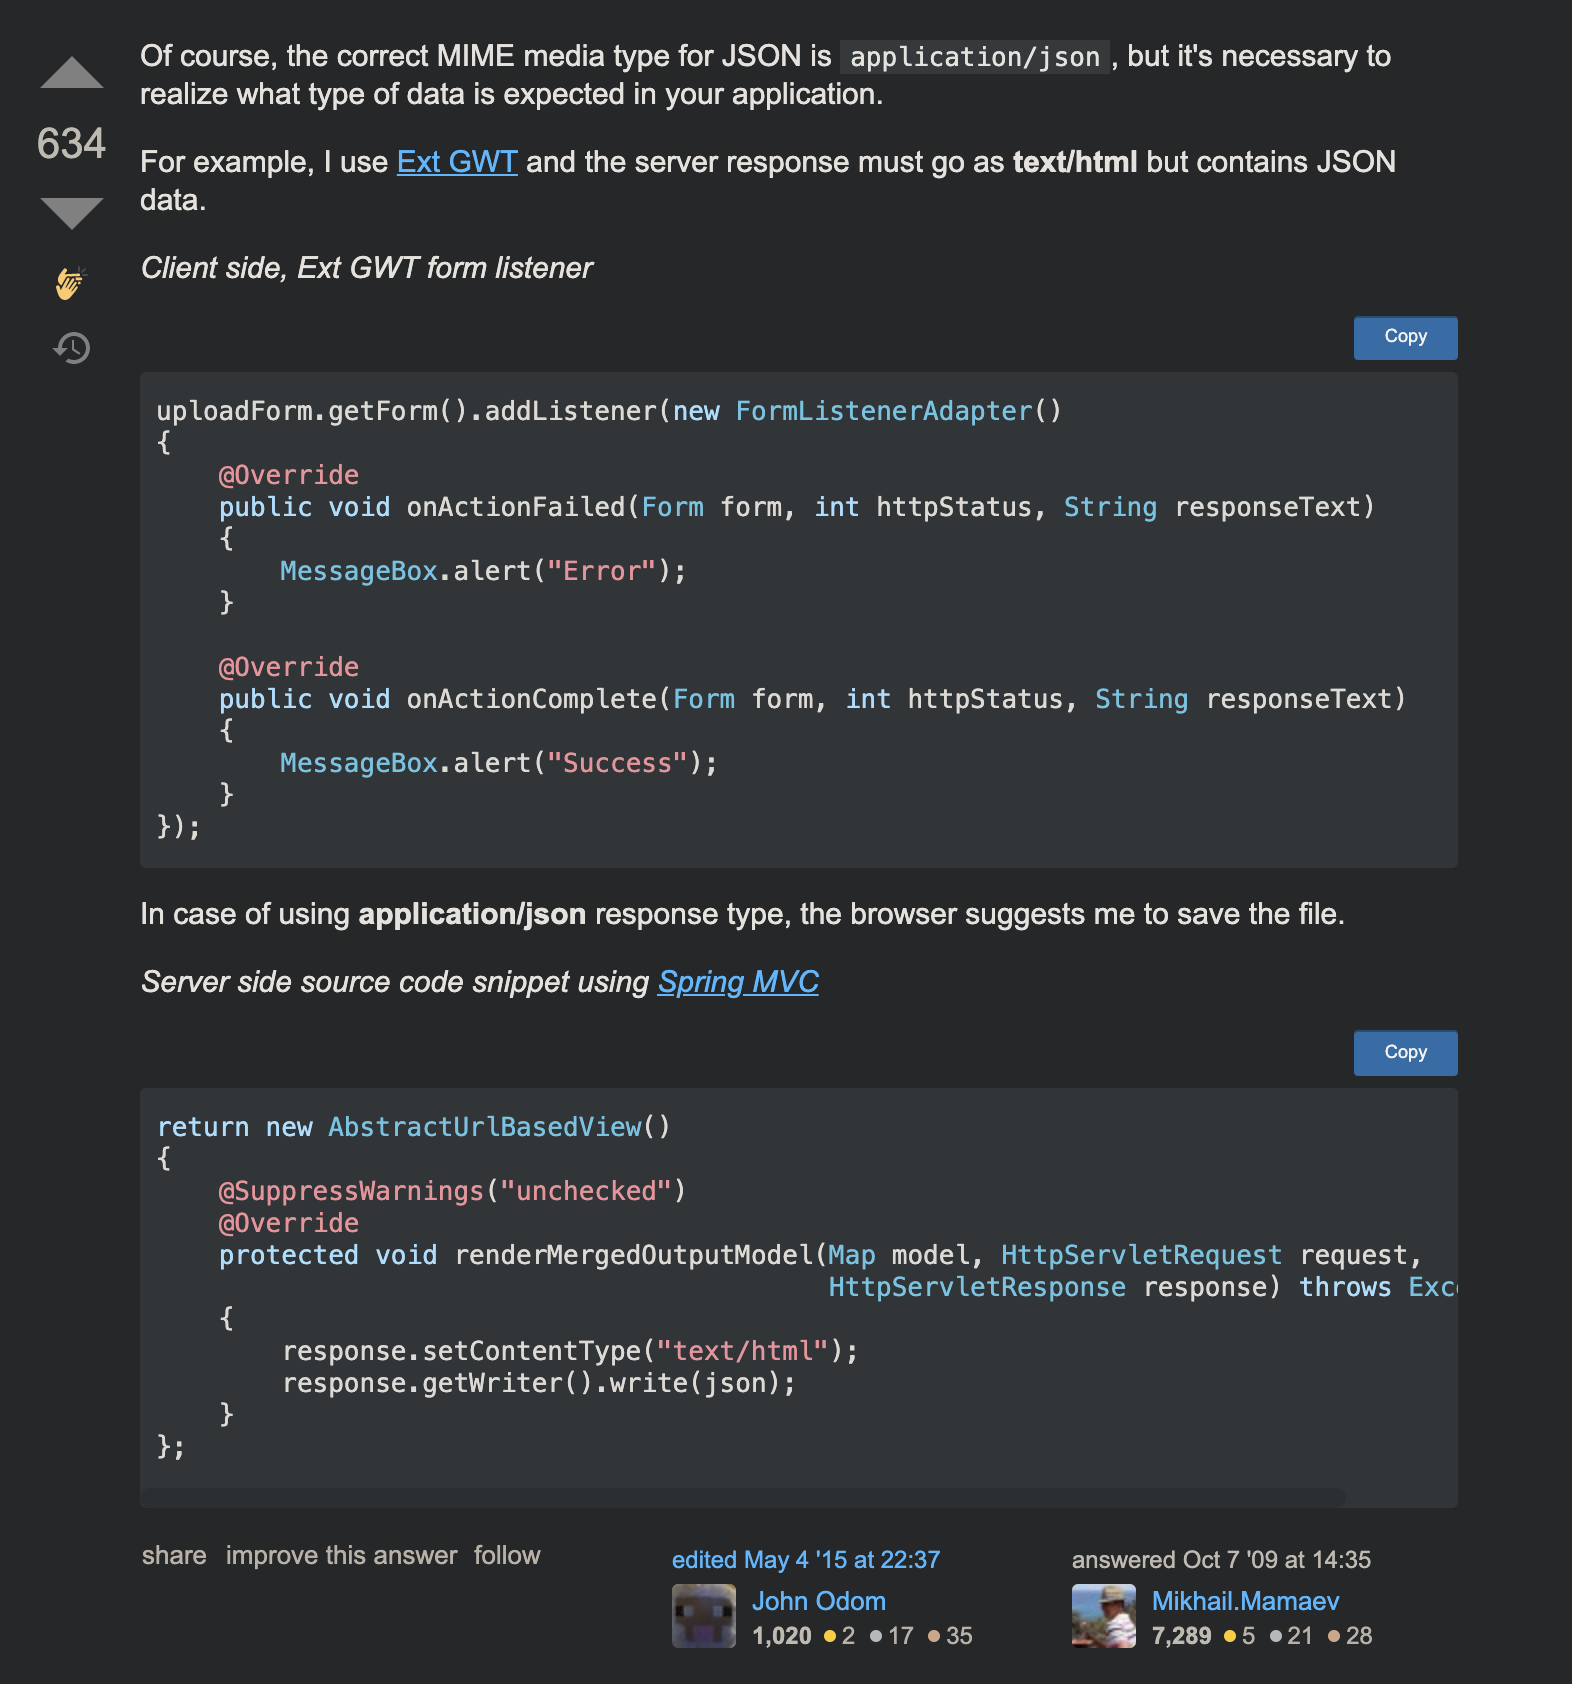 Of course, the correct MIME media type for JSON is application/json, but it's necessary to
realize what type of data is expected in your application.
634
For example, I use Ext GWT and the server response must go as text/html but contains JSON
data.
Client side, Ext GWT form listener
Copy
uploadForm.getForm().addListener(new FormListenerAdapter()
{
    @Override
    public void onActionFailed(Form form, int httpStatus, String responseText)
    {
        MessageBox.alert("Error");
    }

    @Override
    public void onActionComplete(Form form, int httpStatus, String responseText)
    {
        MessageBox.alert("Success");
    }
});
In case of using application/json response type, the browser suggests me to save the file.
Server side source code snippet using Spring MVC
Copy
return new AbstractUrlBasedView()
{
    @SuppressWarnings("unchecked")
    @Override
    protected void renderMergedOutputModel(Map model, HttpServletRequest request,
                                           HttpServletResponse response) throws Exc
    {
        response.setContentType("text/html");
        response.getWriter().write(json);
    }
};
share improve this answer follow
edited May 4 '15 at 22:37
John Odom
1,020 ●2 ●17 ●35
answered Oct 7 '09 at 14:35
Mikhail.Mamaev
7,289 ●5 ●21 ●28